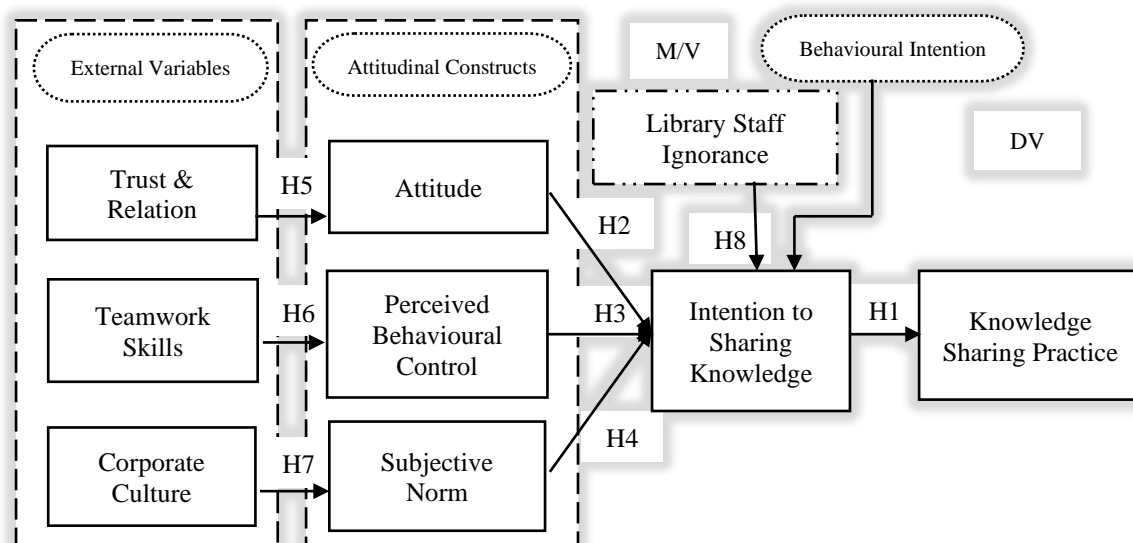 External Variables
Attitudinal Constructs
M/V
Behavioural Intention
Library Staff
Ignorance
DV
Trust &
Relation
H5
Attitude
H2
H8
Teamwork
Skills
H6
Perceived
Behavioural
Control
H3
Intention to
Sharing
Knowledge
H1
Knowledge
Sharing Practice
Corporate
Culture
H7
Subjective
Norm
H4